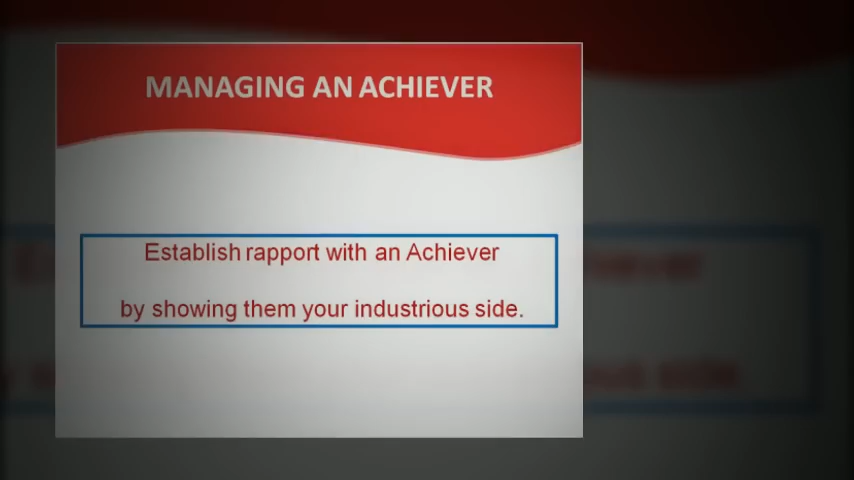 MANAGING AN ACHIEVER
Establish rapport with an Achiever
by showing them your industrious side.